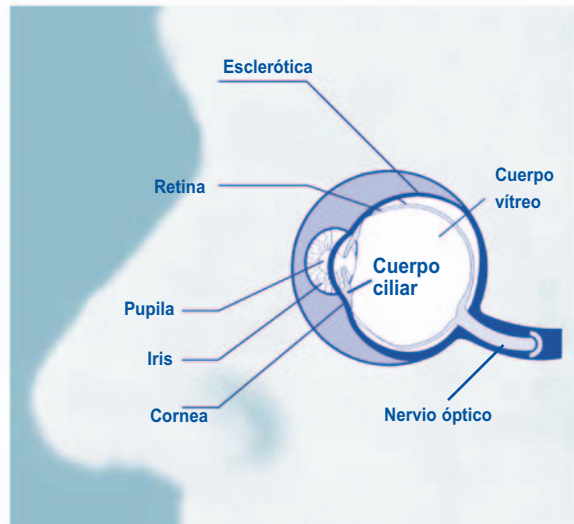 Esclerótica
Retina
Cuerpo
vítreo
Cuerpo
ciliar
Pupila
Iris
Cornea
Nervio óptico